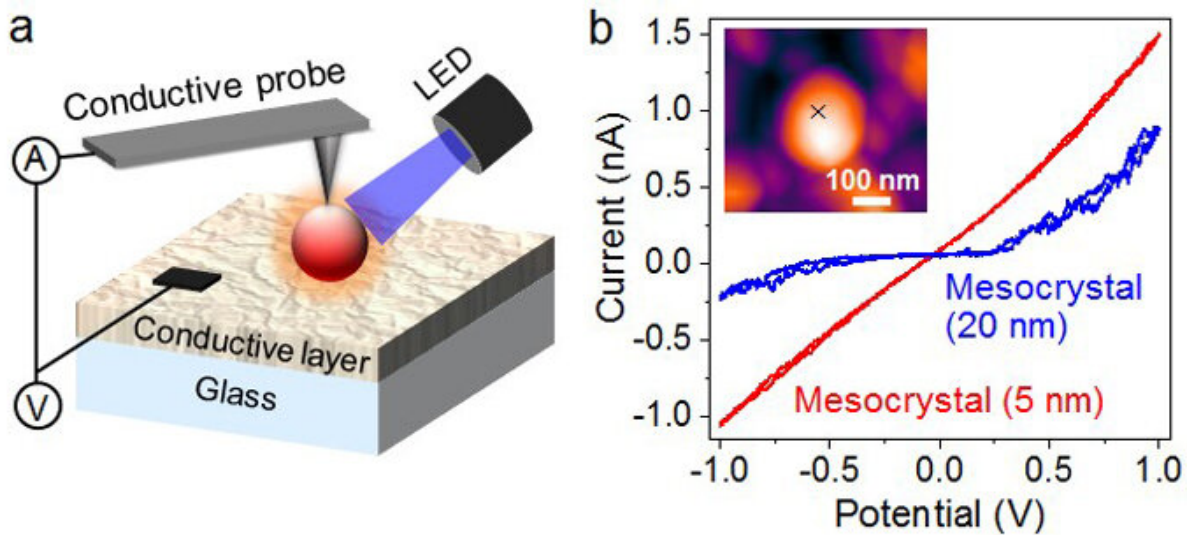 a
Conductive probe
LED
A
Conductive layer
Glass
V
b
1.5
1.0
0.5
0.0
-0.5
-1.0
Current (nA)
100 nm
Mesocrystal
(20 nm)
Mesocrystal (5 nm)
-1.0 -0.5 0.0 0.5 1.0
Potential (V)